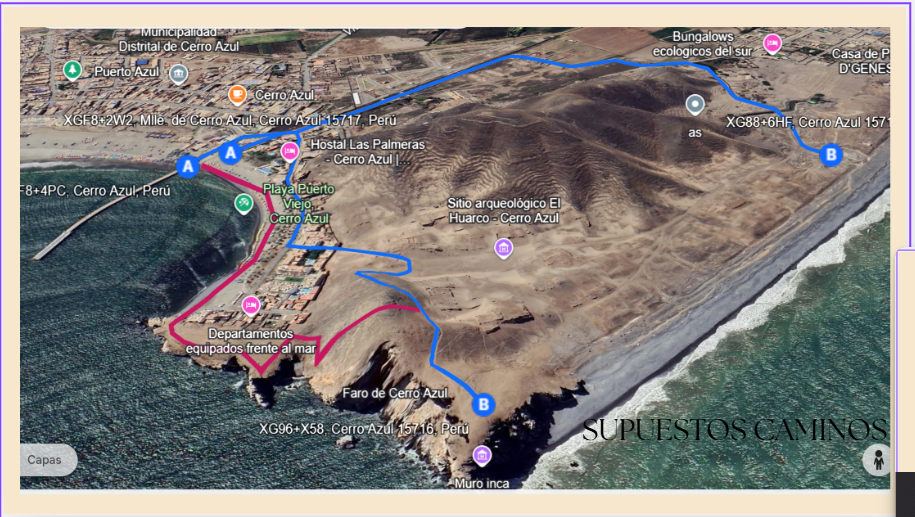 Municipalidad
Distrital de Cerro Azul
Puerto Azul
Cerro Azul
Bungalows
ecologicos del sur
Casa de P
D'GENES
XGF8+2W2, Mlle. de Cerro Azul, Cerro Azul 15717, Perú
as
XG88+6HF, Cerro Azul 1571
A
A
B
Hostal Las Palmeras
- Cerro Azul |...
F8+4PC, Cerro Azul, Perú
Playa Puerto
Viejo,
Cerro Azul
Sitio arqueológico El
Huarco - Cerro Azul
Departamentos
equipados frente al mar
Faro de Cerro Azul
B
XG96+X58, Cerro Azul 15716, Perú
SUPUESTOS CAMINOS
Capas
Muro inca